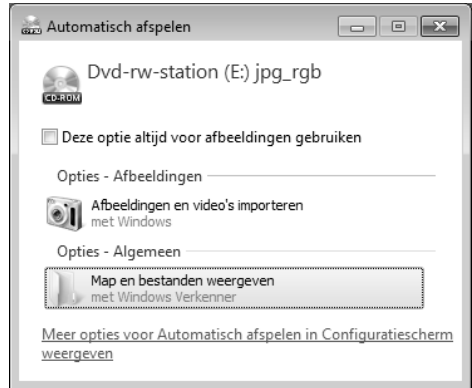 Automatisch afspelen
Dvd-rw-station (E:) jpg_rgb
CD-ROM
Deze optie altijd voor afbeeldingen gebruiken
Opties - Afbeeldingen
Afbeeldingen en video's importeren
met Windows
Opties - Algemeen
Map en bestanden weergeven
met Windows Verkenner
Meer opties voor Automatisch afspelen in Configuratiescherm
weergeven